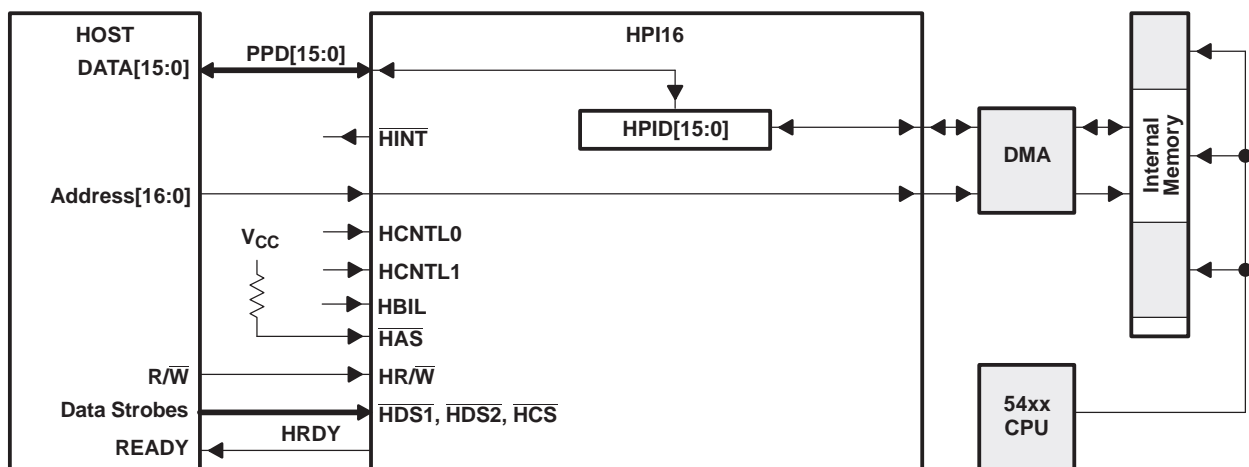 HOST
HPI16
PPD[15:0]
DATA[15:0]
HPID[15:0]
HINT
DMA
Internal
Memory
Address[16:0]
VCC
HCNTL0
HCNTL1
HBIL
HAS
R/W
HR/W
Data Strobes
HDS1, HDS2, HCS
54xx
CPU
HRDY
READY